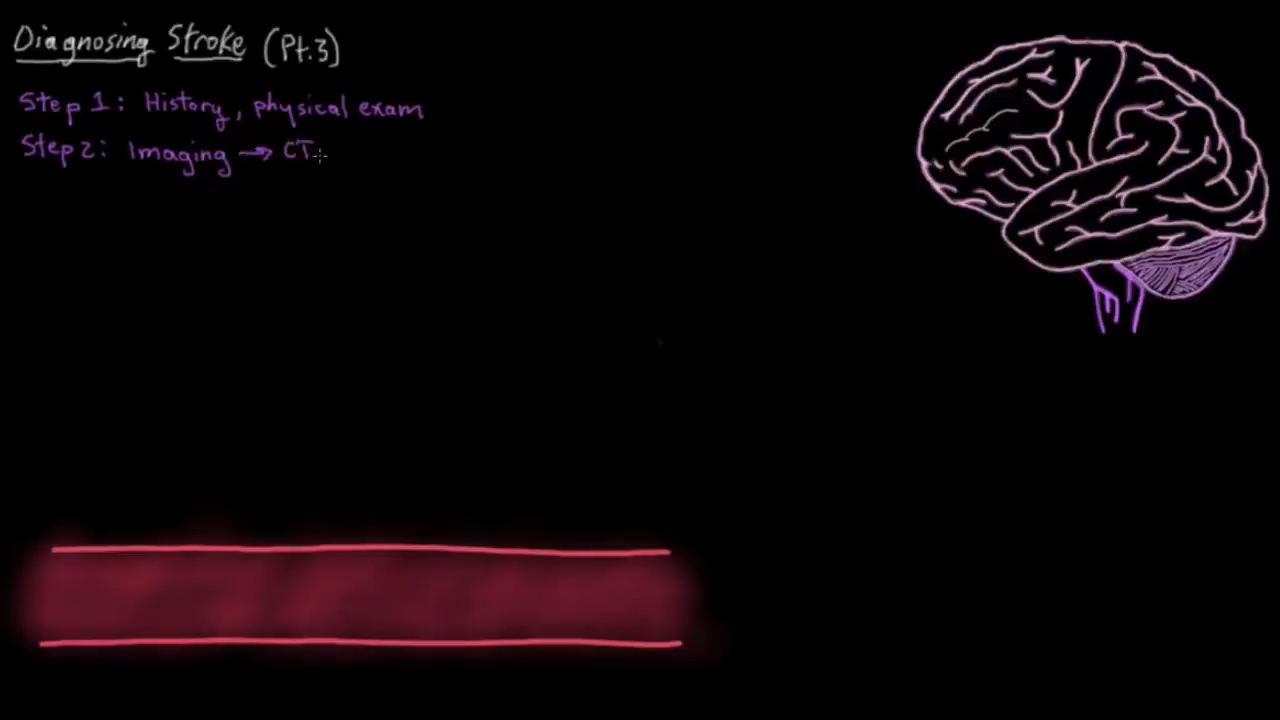 Diagnosing Stroke (Pt.3)
Step 1: History, physical exam
Step 2: Imaging → CT